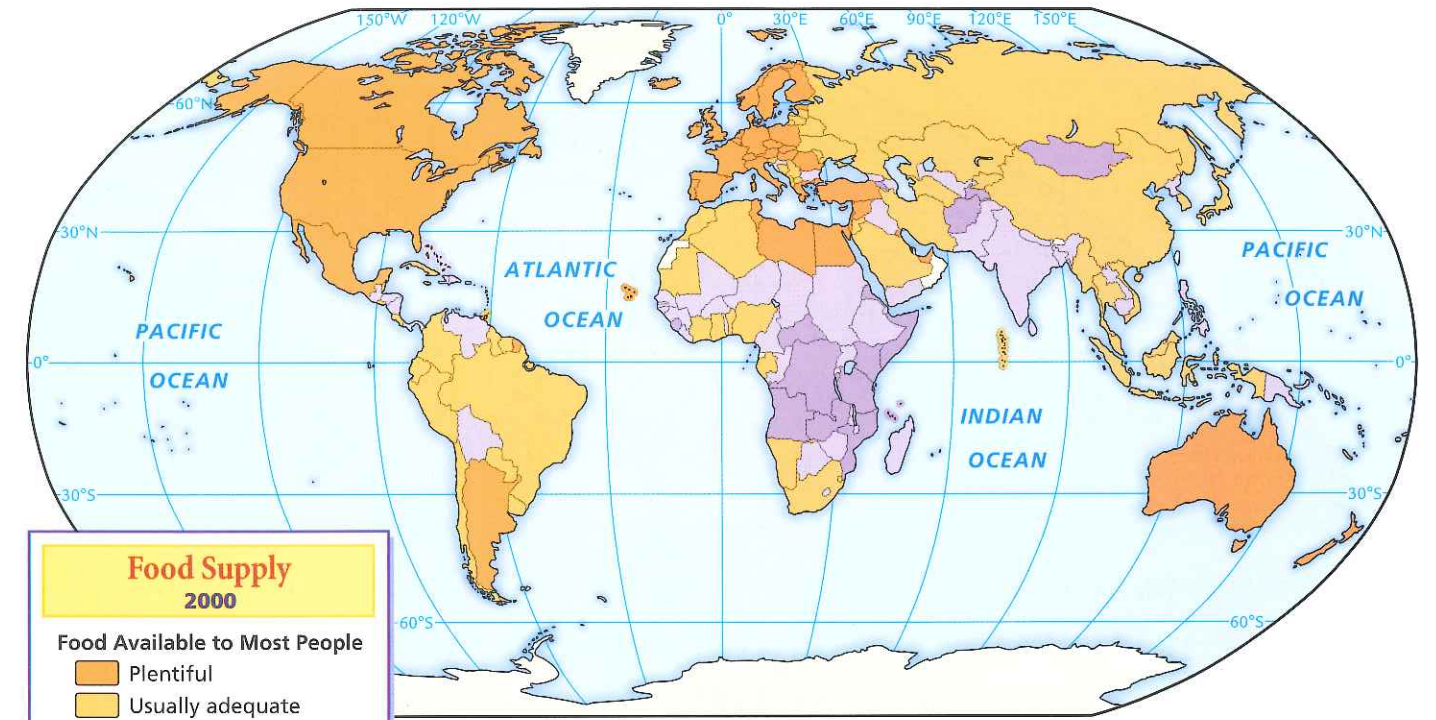 150°W 120°W 0° 30°E 60°E 90°E 120°E 150°E
60°N
30°N 30°N
ATLANTIC
OCEAN
PACIFIC
OCEAN
PACIFIC
OCEAN
0° 0°
INDIAN
OCEAN
30°S 30°S
60°S 60°S
Food Supply
2000
Food Available to Most People
Plentiful
Usually adequate